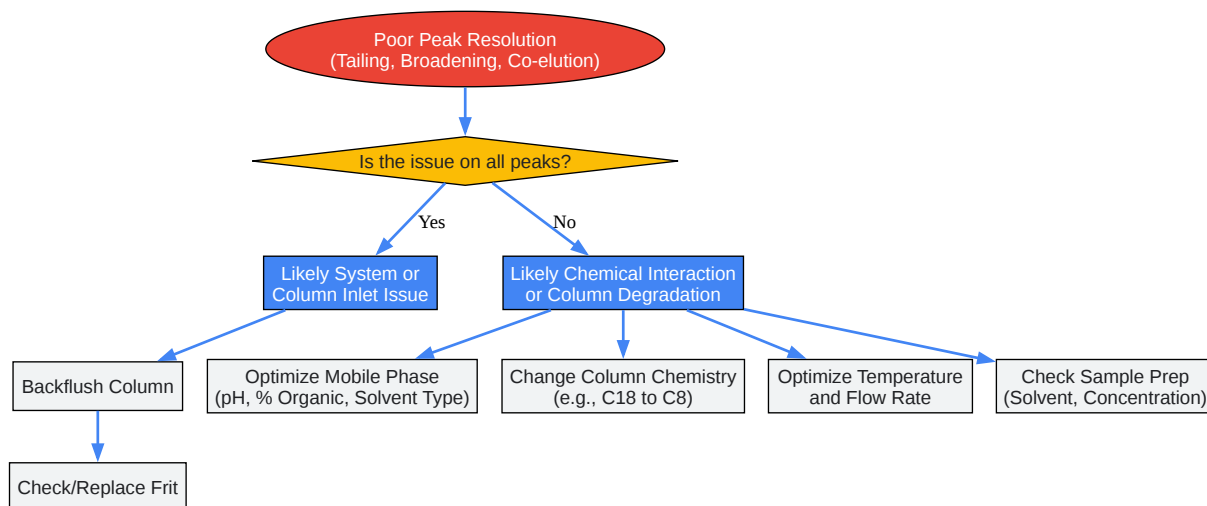 Poor Peak Resolution
(Tailing, Broadening, Co-elution)
Is the issue on all peaks?
Yes
No
Likely System or
Column Inlet Issue
Likely Chemical Interaction
or Column Degradation
Backflush Column
Optimize Mobile Phase
(pH, % Organic, Solvent Type)
Change Column Chemistry
(e.g., C18 to C8)
Optimize Temperature
and Flow Rate
Check Sample Prep
(Solvent, Concentration)
Check/Replace Frit